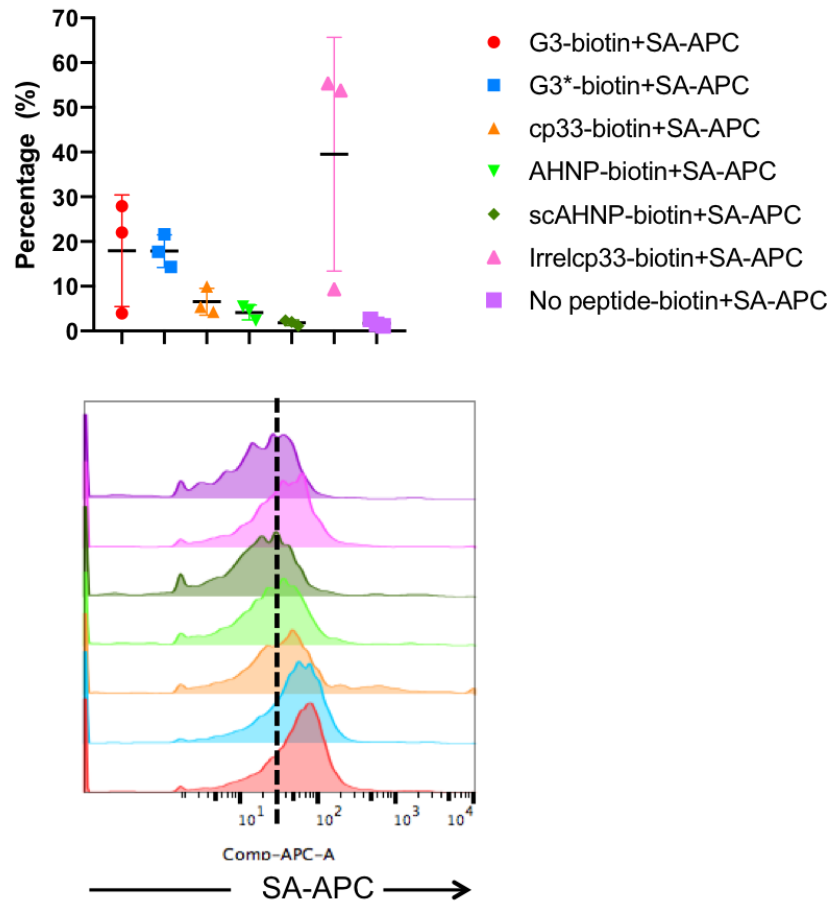 70
60
50
40
30
20
10
0
Percentage (%)
G3-biotin+SA-APC
G3*-biotin+SA-APC
cp33-biotin+SA-APC
AHNP-biotin+SA-APC
scAHNP-biotin+SA-APC
Irrelcp33-biotin+SA-APC
No peptide-biotin+SA-APC
10^1 10^2 10^3 10^4
Comp-APC-A
SA-APC